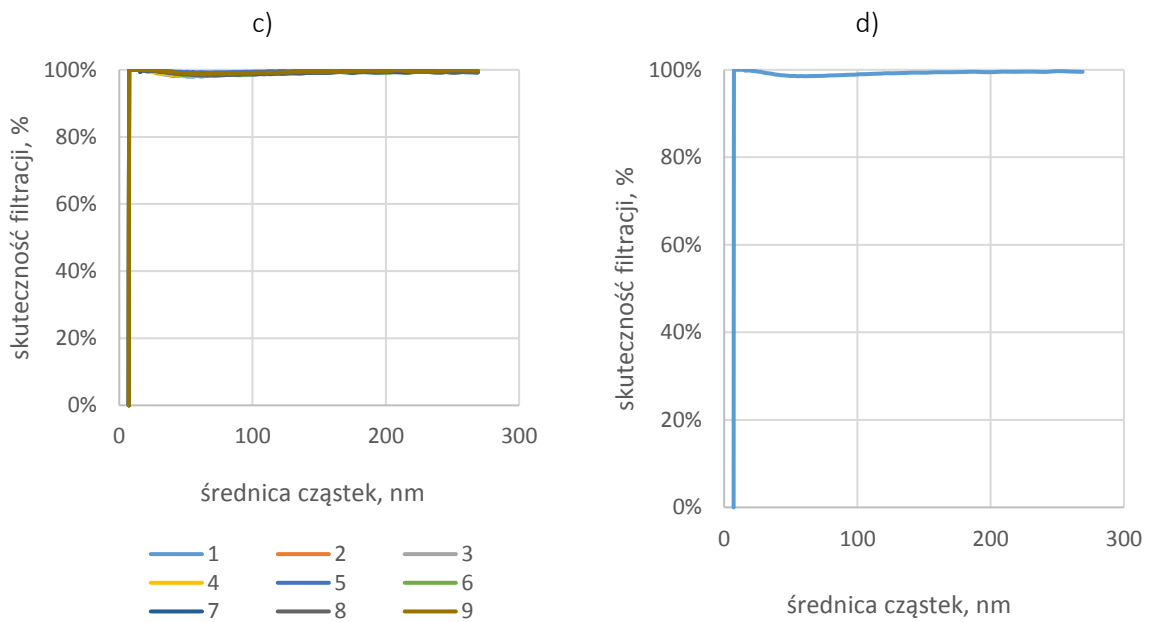 c)
100%
80%
60%
40%
20%
0%
skuteczność filtracji, %
0 100 200 300
średnica cząstek, nm
1 2 3
4 5 6
7 8 9
d)
100%
80%
60%
40%
20%
0%
skuteczność filtracji, %
0 100 200 300
średnica cząstek, nm